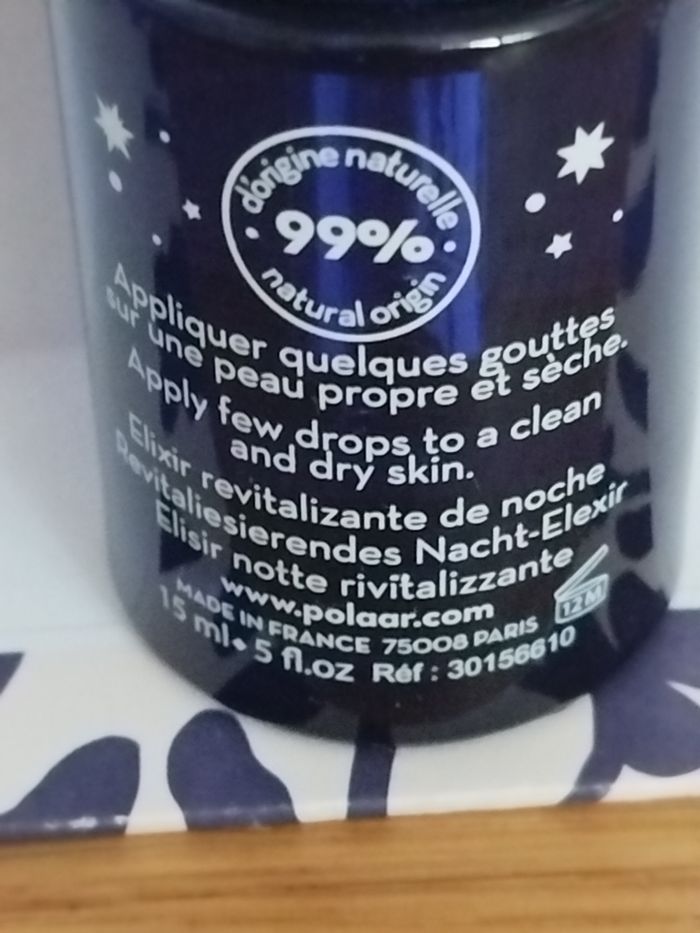 d'origine naturelle
99%
natural origin
Appliquer quelques gouttes
sur une peau propre et sèche.
Apply few drops to a clean
and dry skin.
Elixir revitalizante de noche
Revitaliesierendes Nacht-Elexir
Elisir notte rivitalizzante
www.polaar.com
12 M
MADE IN FRANCE 75008 PARIS
15 ml• 5 fl.oz Réf : 30156610